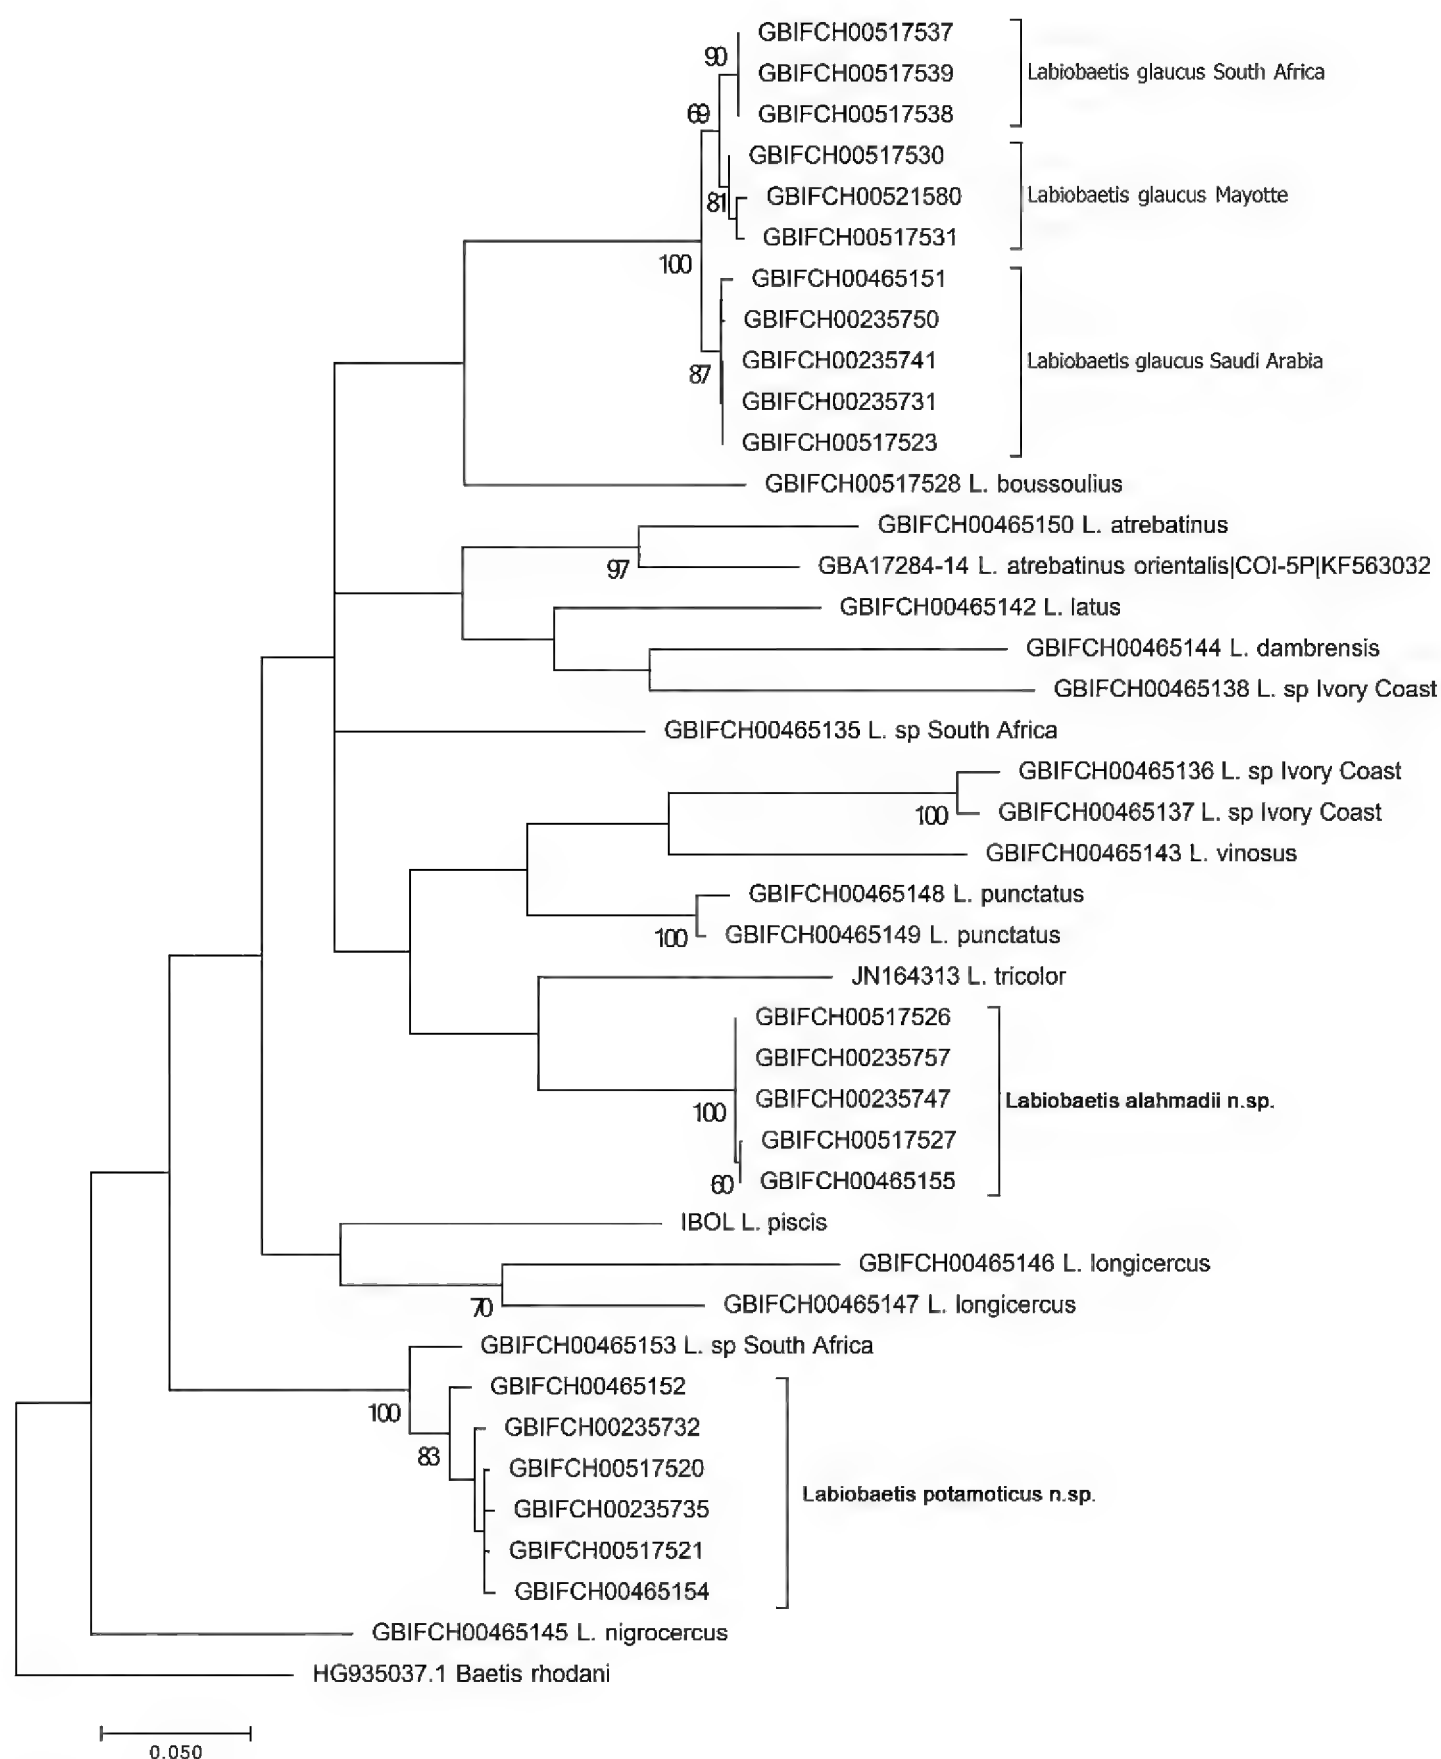 GBIFCH00517537
90
GBIFCH00517539
Labiobaetis glaucus South Africa
69
GBIFCH00517538
GBIFCH00517530
81
GBIFCH00521580
Labiobaetis glaucus Mayotte
GBIFCH00517531
100
GBIFCH00465151
GBIFCH00235750
87
GBIFCH00235741
Labiobaetis glaucus Saudi Arabia
GBIFCH00235731
GBIFCH00517523
GBIFCH00517528 L. boussoulius
GBIFCH00465150 L. atrebatinus
97
GBA17284-14 L. atrebatinus orientalis|COI-5P|KF563032
GBIFCH00465142 L. latus
GBIFCH00465144 L. dambrensis
GBIFCH00465138 L. sp Ivory Coast
GBIFCH00465135 L. sp South Africa
GBIFCH00465136 L. sp Ivory Coast
100
GBIFCH00465137 L. sp Ivory Coast
GBIFCH00465143 L. vinosus
GBIFCH00465148 L. punctatus
100
GBIFCH00465149 L. punctatus
JN164313 L. tricolor
GBIFCH00517526
GBIFCH00235757
100
GBIFCH00235747
Labiobaetis alahmadii n.sp.
GBIFCH00517527
60
GBIFCH00465155
IBOL L. piscis
GBIFCH00465146 L. longicercus
70
GBIFCH00465147 L. longicercus
GBIFCH00465153 L. sp South Africa
100
GBIFCH00465152
83
GBIFCH00235732
GBIFCH00517520
Labiobaetis potamoticus n.sp.
GBIFCH00235735
GBIFCH00517521
GBIFCH00465154
GBIFCH00465145 L. nigrocercus
HG935037.1 Baetis rhodani
0.050